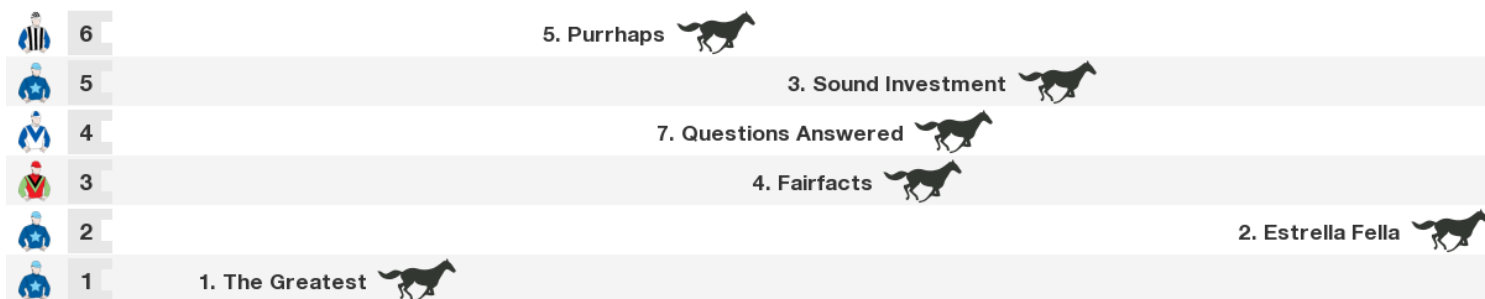 6 5. Purrhaps
5 3. Sound Investment
4 7. Questions Answered
3 4. Fairfacts
2 2. Estrella Fella
1 1. The Greatest